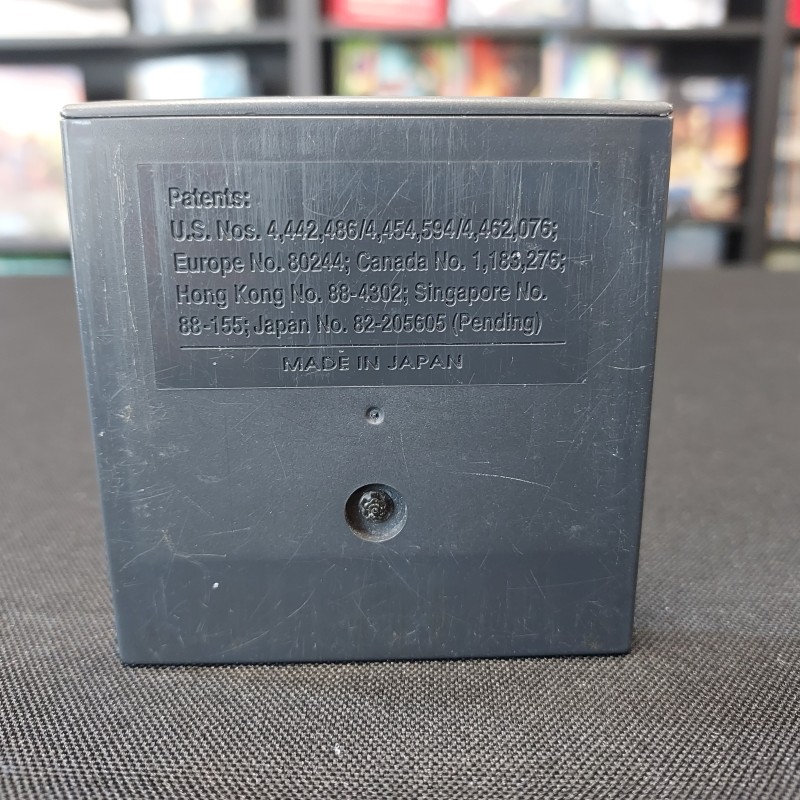 Patents:
U.S. Nos. 4,442,486/4,454,594/4,462,076;
Europe No. 80244; Canada No. 1,183,276;
Hong Kong No. 88-4302; Singapore No.
88-155; Japan No. 82-205605 (Pending)
MADE IN JAPAN